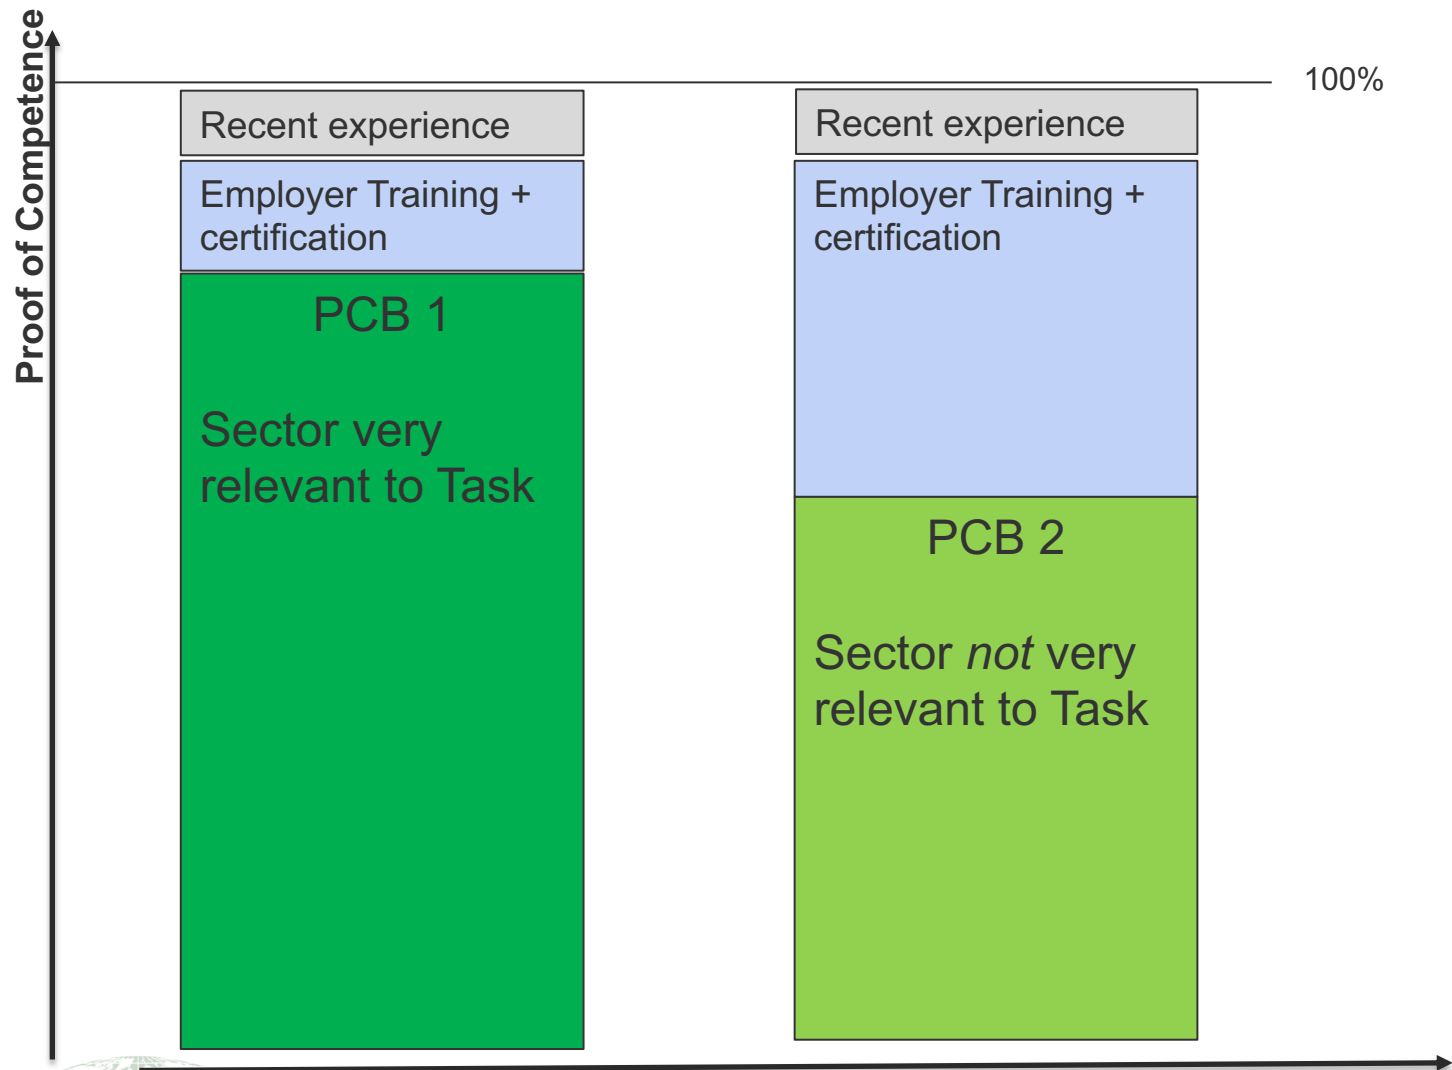 Proof of Competence
100%
Recent experience
Employer Training +
certification
PCB 1
Sector very
relevant to Task
Recent experience
Employer Training +
certification
PCB 2
Sector not very
relevant to Task